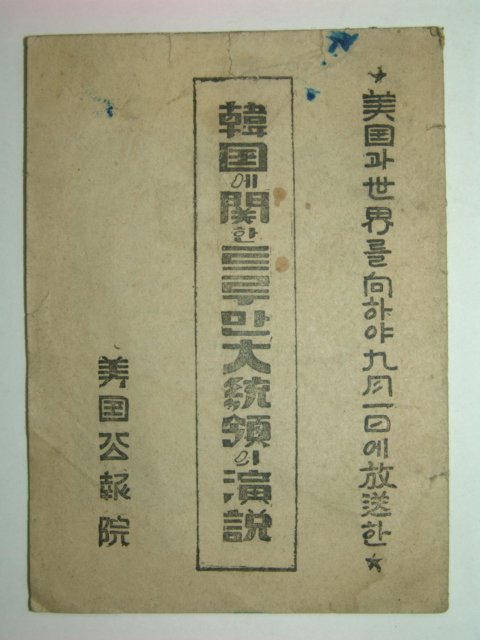 ★美国과世界를向하야九月一日에放送한★
韓国에関한트루만大統領의演説
美国公報院